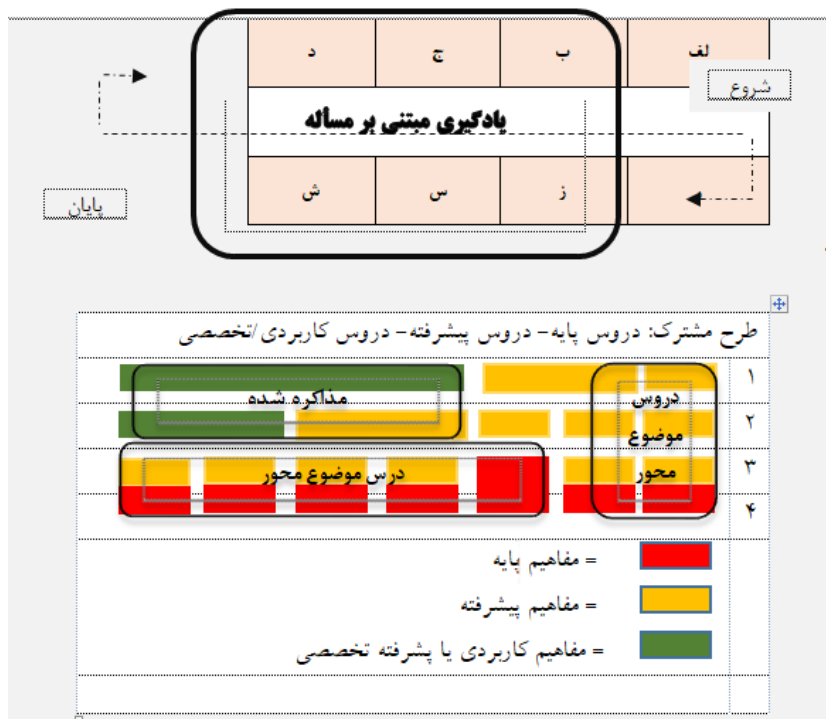 لف ب ج د
شروع
یادگیری مبتنی بر مسأله
ز س ش
پایان
طرح مشترک: دروس پایه- دروس پیشرفته- دروس کاربردی/تخصصی
۱
۲
۳
۴
مذاکره شده
دروس
موضوع
محور
درس موضوع محور
= مفاهیم پایه
= مفاهیم پیشرفته
= مفاهیم کاربردی یا پشرفته تخصصی